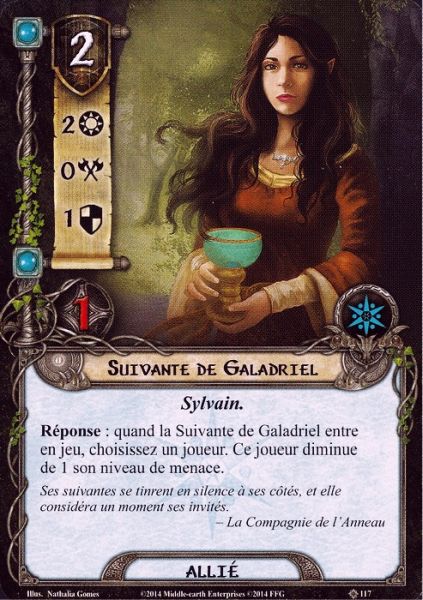 2
2
0
1
1
Suivante de Galadriel
Sylvain.
Réponse : quand la Suivante de Galadriel entre
en jeu, choisissez un joueur. Ce joueur diminue
de 1 son niveau de menace.
Ses suivantes se tinrent en silence à ses côtés, et elle
considéra un moment ses invités.
– La Compagnie de l'Anneau
ALLIÉ
Illus. Nathalia Gomes ©2014 Middle-earth Enterprises ©2014 FFG 117